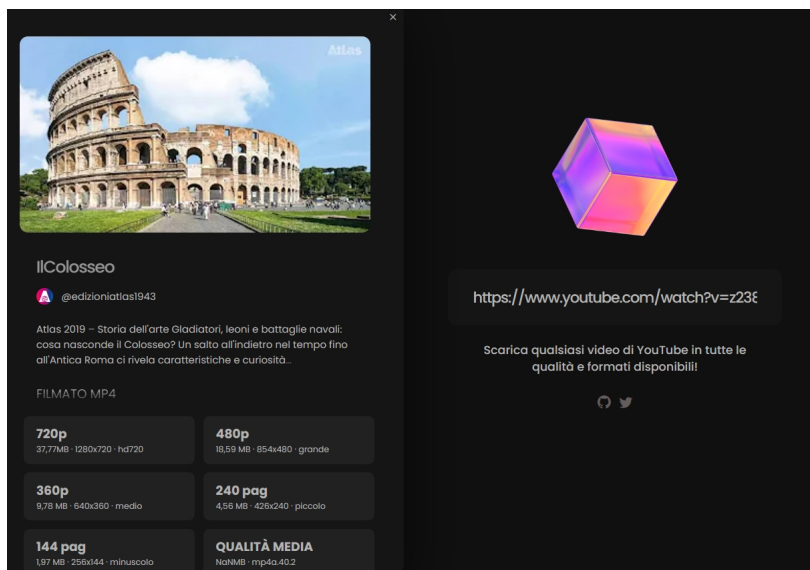 ×
Atlas
IlColosseo
@edizioniatlas1943
Atlas 2019 – Storia dell'arte Gladiatori, leoni e battaglie navali:
cosa nasconde il Colosseo? Un salto all'indietro nel tempo fino
all'Antica Roma ci rivela caratteristiche e curiosità...
FILMATO MP4
720p
37,77MB · 1280x720 · hd720
480p
18,59 MB · 854x480 · grande
360p
9,78 MB · 640x360 · medio
240 pag
4,56 MB · 426x240 · piccolo
144 pag
1,97 MB · 256x144 · minuscolo
QUALITÀ MEDIA
NaNMB · mp4a.40.2
https://www.youtube.com/watch?v=z238
Scarica qualsiasi video di YouTube in tutte le
qualità e formati disponibili!